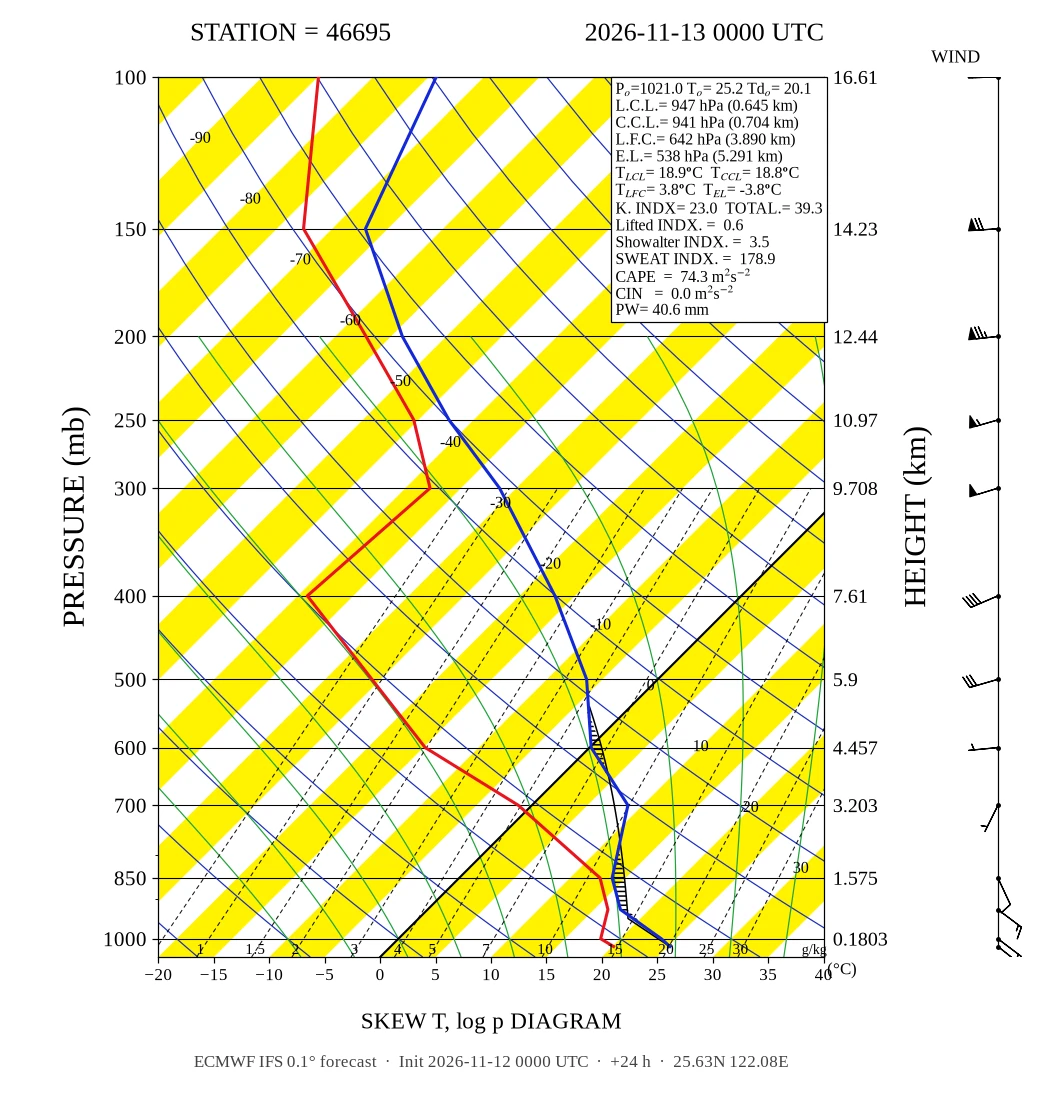 STATION = 46695
2026-11-13 0000 UTC
WIND
Po=1021.0 To= 25.2 Tdo= 20.1
L.C.L.= 947 hPa (0.645 km)
C.C.L.= 941 hPa (0.704 km)
L.F.C.= 642 hPa (3.890 km)
E.L.= 538 hPa (5.291 km)
TLCL= 18.9°C TCCL= 18.8°C
TLFC= 3.8°C TEL= -3.8°C
K. INDX= 23.0 TOTAL.= 39.3
Lifted INDX. = 0.6
Showalter INDX. = 3.5
SWEAT INDX. = 178.9
CAPE = 74.3 m²s⁻²
CIN = 0.0 m²s⁻²
PW= 40.6 mm
100 16.61
-90
-80
150 14.23
-70
-60
200 12.44
-50
250 10.97
-40
300 9.708
-30
-20
400 7.61
-10
500 5.9
0
600 4.457
10
700 3.203
20
850 1.575
30
1000 0.1803
PRESSURE (mb)
HEIGHT (km)
1 1.5 2 3 4 5 7 10 15 20 25 30 g/kg
−20 −15 −10 −5 0 5 10 15 20 25 30 35 40 (°C)
SKEW T, log p DIAGRAM
ECMWF IFS 0.1° forecast · Init 2026-11-12 0000 UTC · +24 h · 25.63N 122.08E